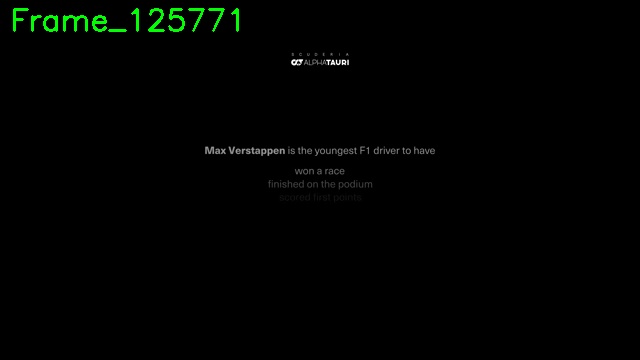 Frame_125771
SCUDERIA
ALPHATAURI
Max Verstappen is the youngest F1 driver to have
won a race
finished on the podium
scored first points